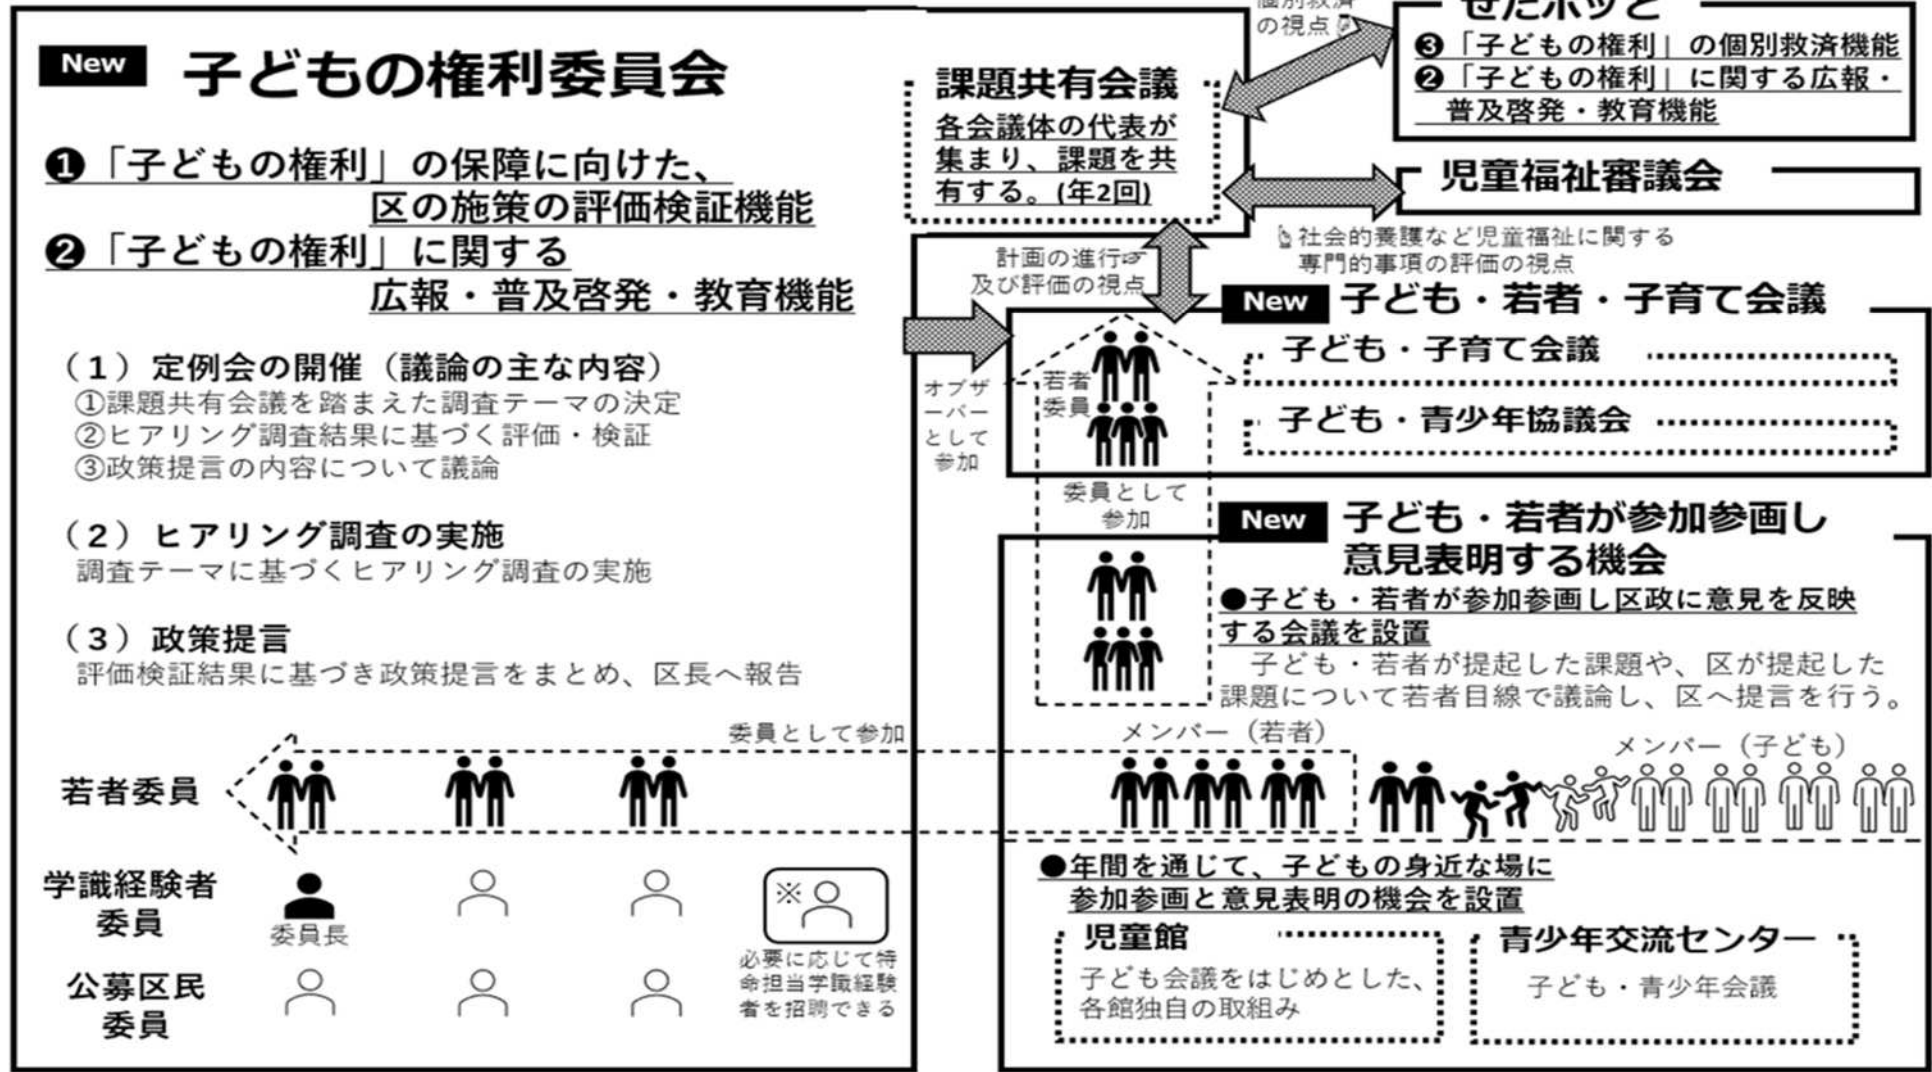 New 子どもの権利委員会
❶「子どもの権利」の保障に向けた、
区の施策の評価検証機能
❷「子どもの権利」に関する
広報・普及啓発・教育機能
（１）定例会の開催（議論の主な内容）
①課題共有会議を踏まえた調査テーマの決定
②ヒアリング調査結果に基づく評価・検証
③政策提言の内容について議論
（２）ヒアリング調査の実施
調査テーマに基づくヒアリング調査の実施
（３）政策提言
評価検証結果に基づき政策提言をまとめ、区長へ報告
委員として参加
若者委員
学識経験者
委員
委員長
※
必要に応じて特
命担当学識経験
者を招聘できる
公募区民
委員
課題共有会議
各会議体の代表が
集まり、課題を共
有する。(年2回)
個別救済
の視点
せたホッと
❸「子どもの権利」の個別救済機能
❷「子どもの権利」に関する広報・
普及啓発・教育機能
児童福祉審議会
社会的養護など児童福祉に関する
専門的事項の評価の視点
計画の進行☞
及び評価の視点
オブザ
ーバー
として
参加
New 子ども・若者・子育て会議
子ども・子育て会議
子ども・青少年協議会
若者
委員
委員として
参加
New 子ども・若者が参加参画し
意見表明する機会
●子ども・若者が参加参画し区政に意見を反映
する会議を設置
子ども・若者が提起した課題や、区が提起した
課題について若者目線で議論し、区へ提言を行う。
メンバー（若者）
メンバー（子ども）
●年間を通じて、子どもの身近な場に
参加参画と意見表明の機会を設置
児童館
子ども会議をはじめとした、
各館独自の取組み
青少年交流センター
子ども・青少年会議